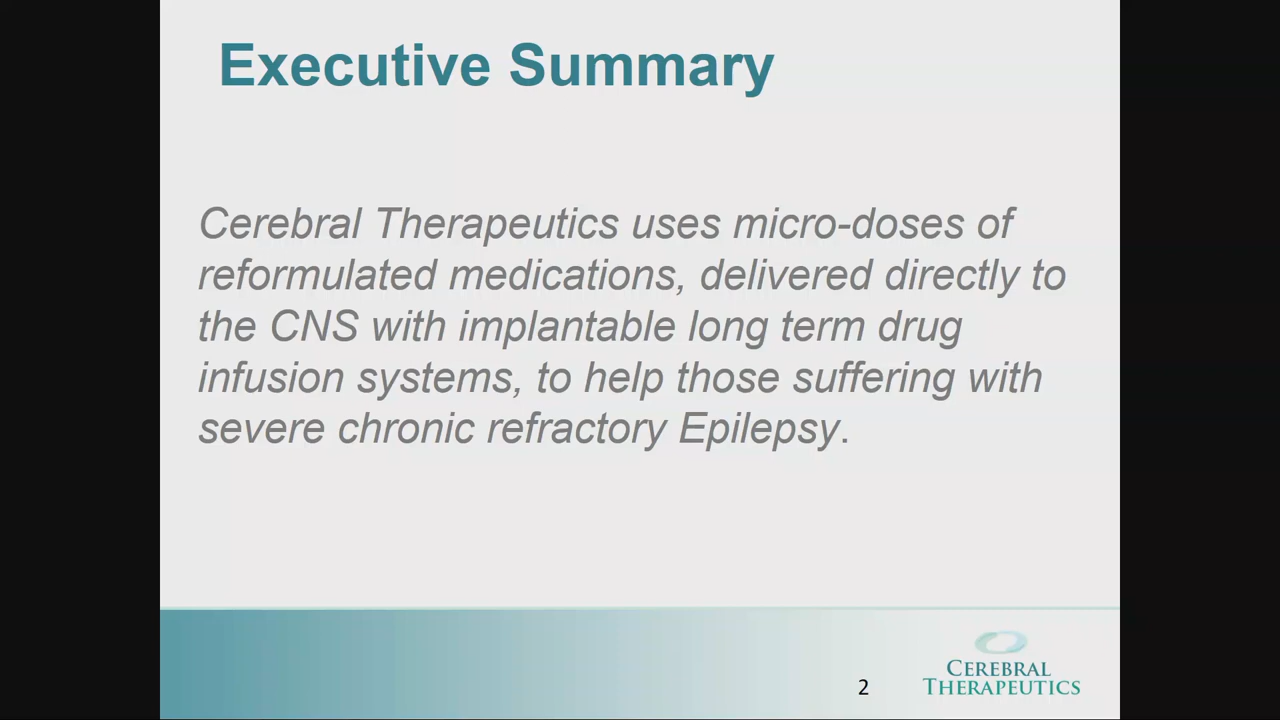 Executive Summary
Cerebral Therapeutics uses micro-doses of
reformulated medications, delivered directly to
the CNS with implantable long term drug
infusion systems, to help those suffering with
severe chronic refractory Epilepsy.
2
CEREBRAL
THERAPEUTICS